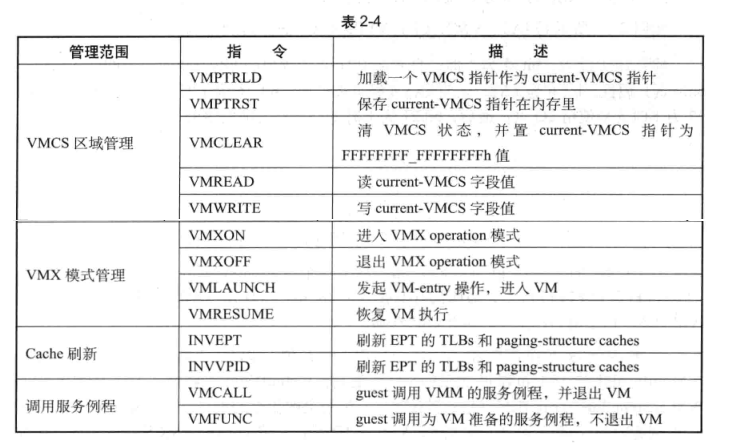 表 2-4
管理范围 指 令 描 述
VMCS 区域管理 VMPTRLD 加载一个 VMCS 指针作为 current-VMCS 指针
VMPTRST 保存 current-VMCS 指针在内存里
VMCLEAR 清 VMCS 状态，并置 current-VMCS 指针为
FFFFFFFF_FFFFFFFFh 值
VMREAD 读 current-VMCS 字段值
VMWRITE 写 current-VMCS 字段值
VMX 模式管理 VMXON 进入 VMX operation 模式
VMXOFF 退出 VMX operation 模式
VMLAUNCH 发起 VM-entry 操作，进入 VM
VMRESUME 恢复 VM 执行
Cache 刷新 INVEPT 刷新 EPT 的 TLBs 和 paging-structure caches
INVVPID 刷新 EPT 的 TLBs 和 paging-structure caches
调用服务例程 VMCALL guest 调用 VMM 的服务例程，并退出 VM
VMFUNC guest 调用为 VM 准备的服务例程，不退出 VM